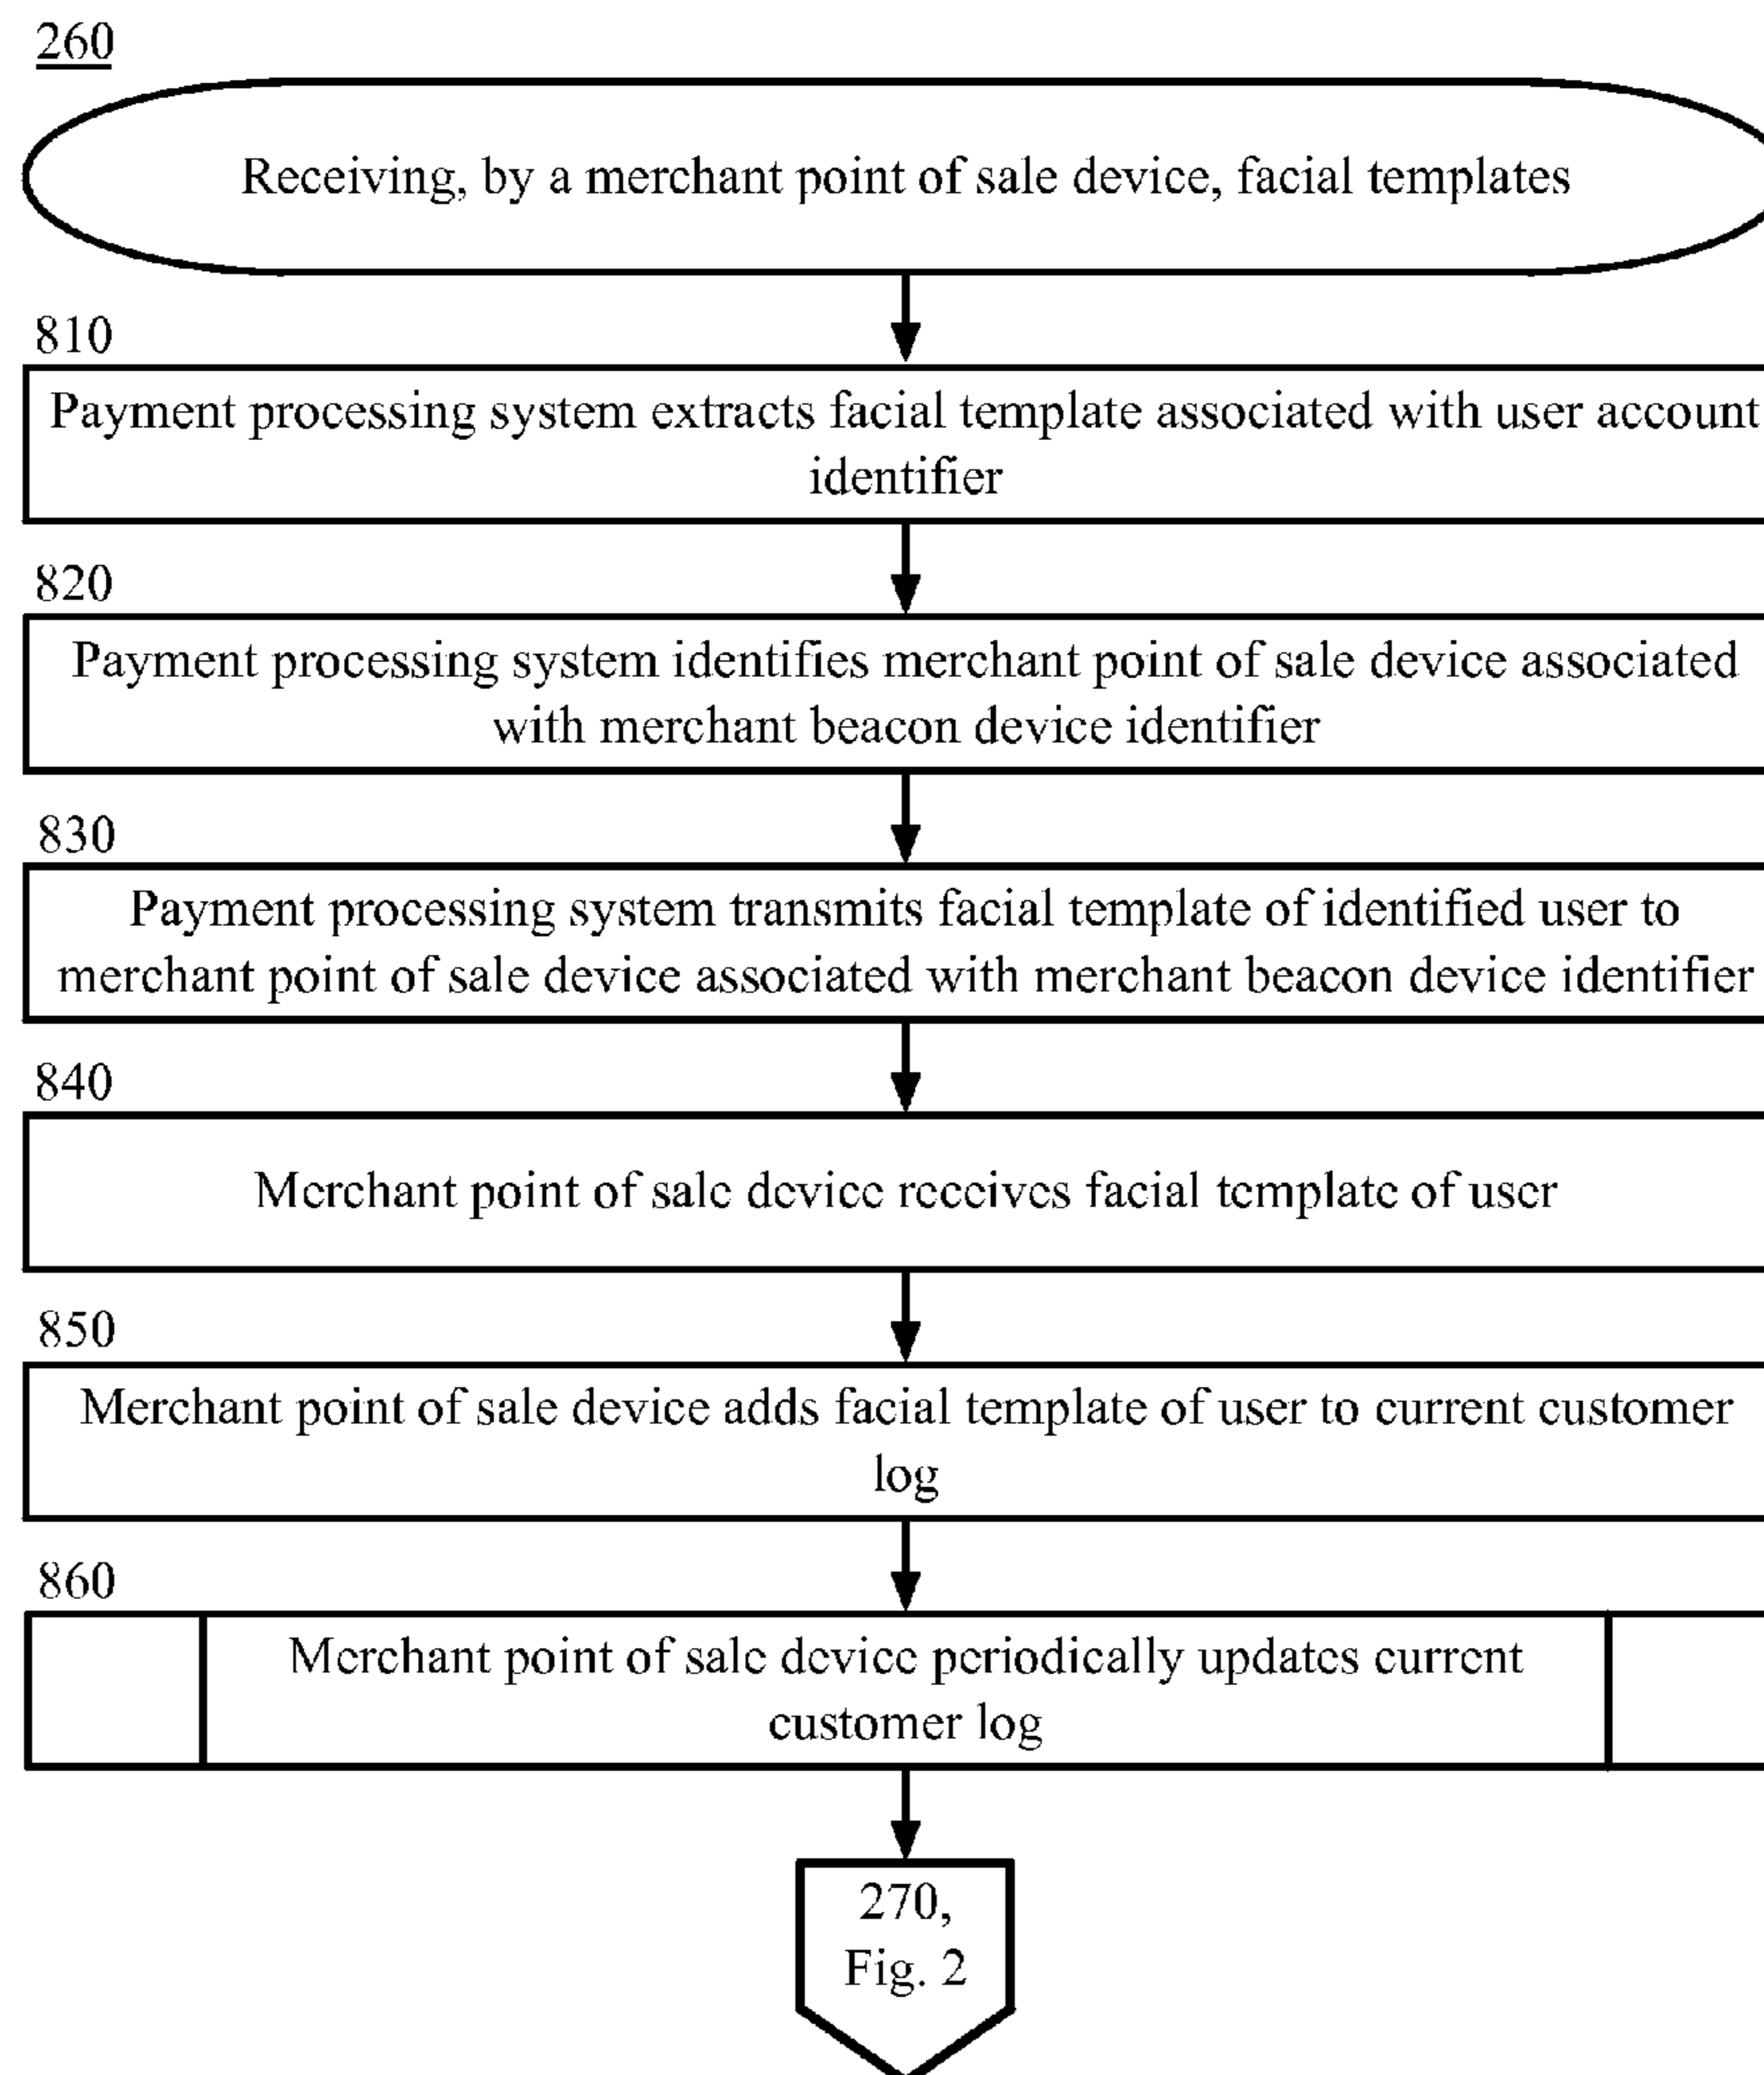 260
Receiving, by a merchant point of sale device, facial templates
810
Payment processing system extracts facial template associated with user account
identifier
820
Payment processing system identifies merchant point of sale device associated
with merchant beacon device identifier
830
Payment processing system transmits facial template of identified user to
merchant point of sale device associated with merchant beacon device identifier
840
Merchant point of sale device receives facial template of user
850
Merchant point of sale device adds facial template of user to current customer
log
860
Merchant point of sale device periodically updates current
customer log
270,
Fig. 2